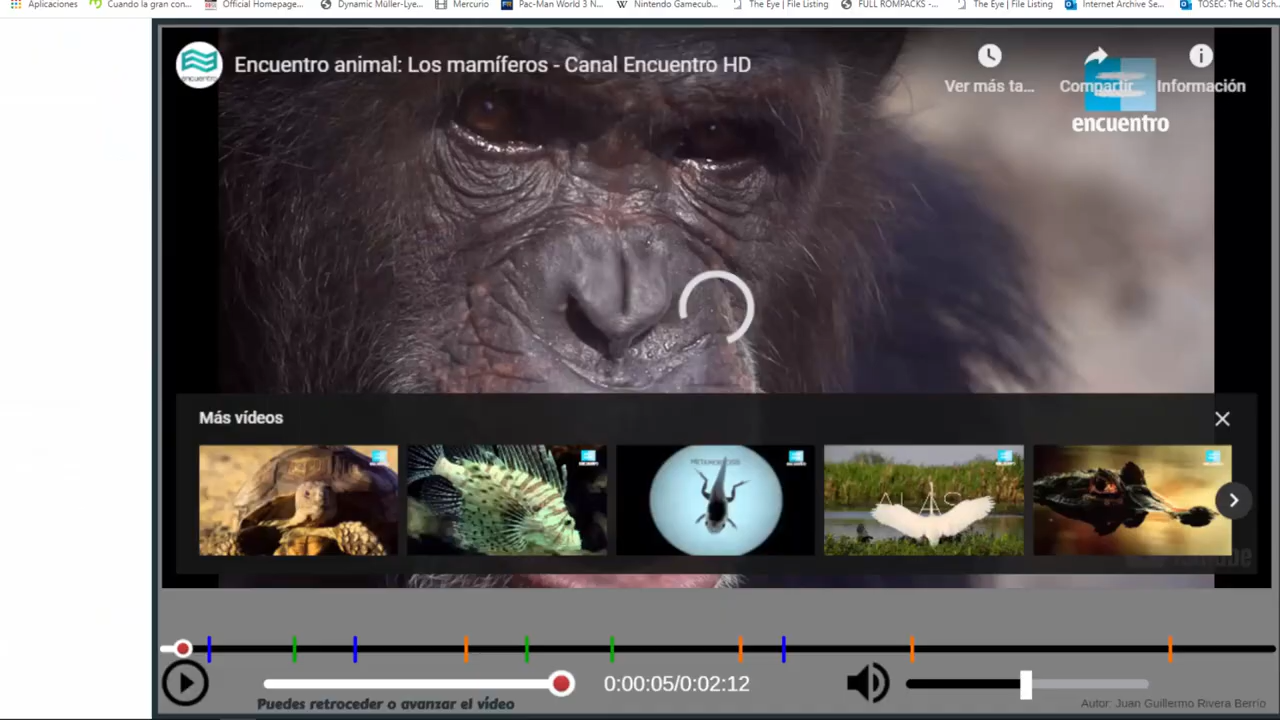 Aplicaciones Cuando la gran con... Official Homepage... Dynamic Müller-Lye... Mercurio Pac-Man World 3 N... Nintendo Gamecub... The Eye | File Listing FULL ROMPACKS -... The Eye | File Listing Internet Archive Se... TOSEC: The Old Sch...
Encuentro animal: Los mamíferos - Canal Encuentro HD
Ver más ta... Compartir Información
encuentro
encuentro
Más vídeos
METAMORFOSIS
ALAS
0:00:05/0:02:12
Puedes retroceder o avanzar el vídeo
Autor: Juan Guillermo Rivera Berrío